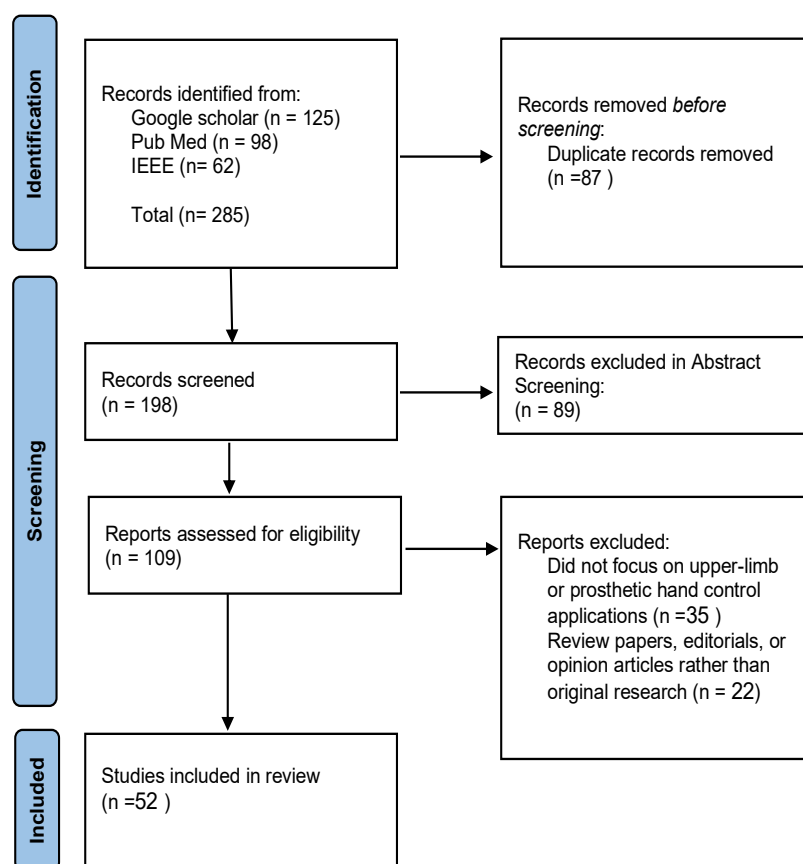 Identification
Records identified from:
Google scholar (n = 125)
Pub Med (n = 98)
IEEE (n= 62)
Total (n= 285)
Records removed before
screening:
Duplicate records removed
(n =87 )
Screening
Records screened
(n = 198)
Records excluded in Abstract
Screening:
(n = 89)
Reports assessed for eligibility
(n = 109)
Reports excluded:
Did not focus on upper-limb
or prosthetic hand control
applications (n =35 )
Review papers, editorials, or
opinion articles rather than
original research (n = 22)
Included
Studies included in review
(n =52 )